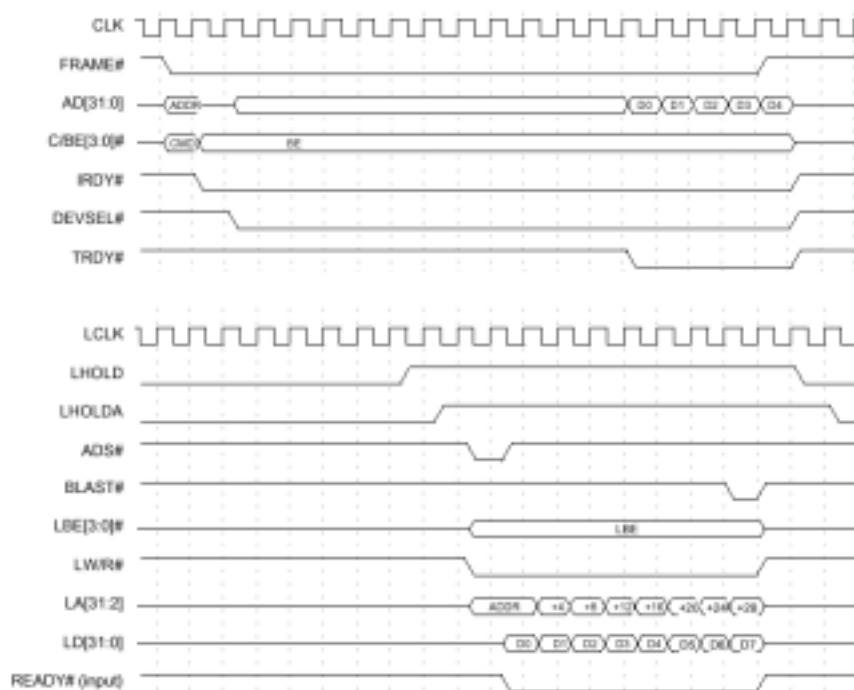 CLK
FRAME#
AD[31:0] ADDR D0 D1 D2 D3 D4
C/BE[3:0]# CMD BE
IRDY#
DEVSEL#
TRDY#
LCLK
LHOLD
LHOLDA
ADS#
BLAST#
LBE[3:0]# LBE
LW/R#
LA[31:2] ADDR +4 +8 +12 +16 +20 +24 +28
LD[31:0] D0 D1 D2 D3 D4 D5 D6 D7
READY# (input)